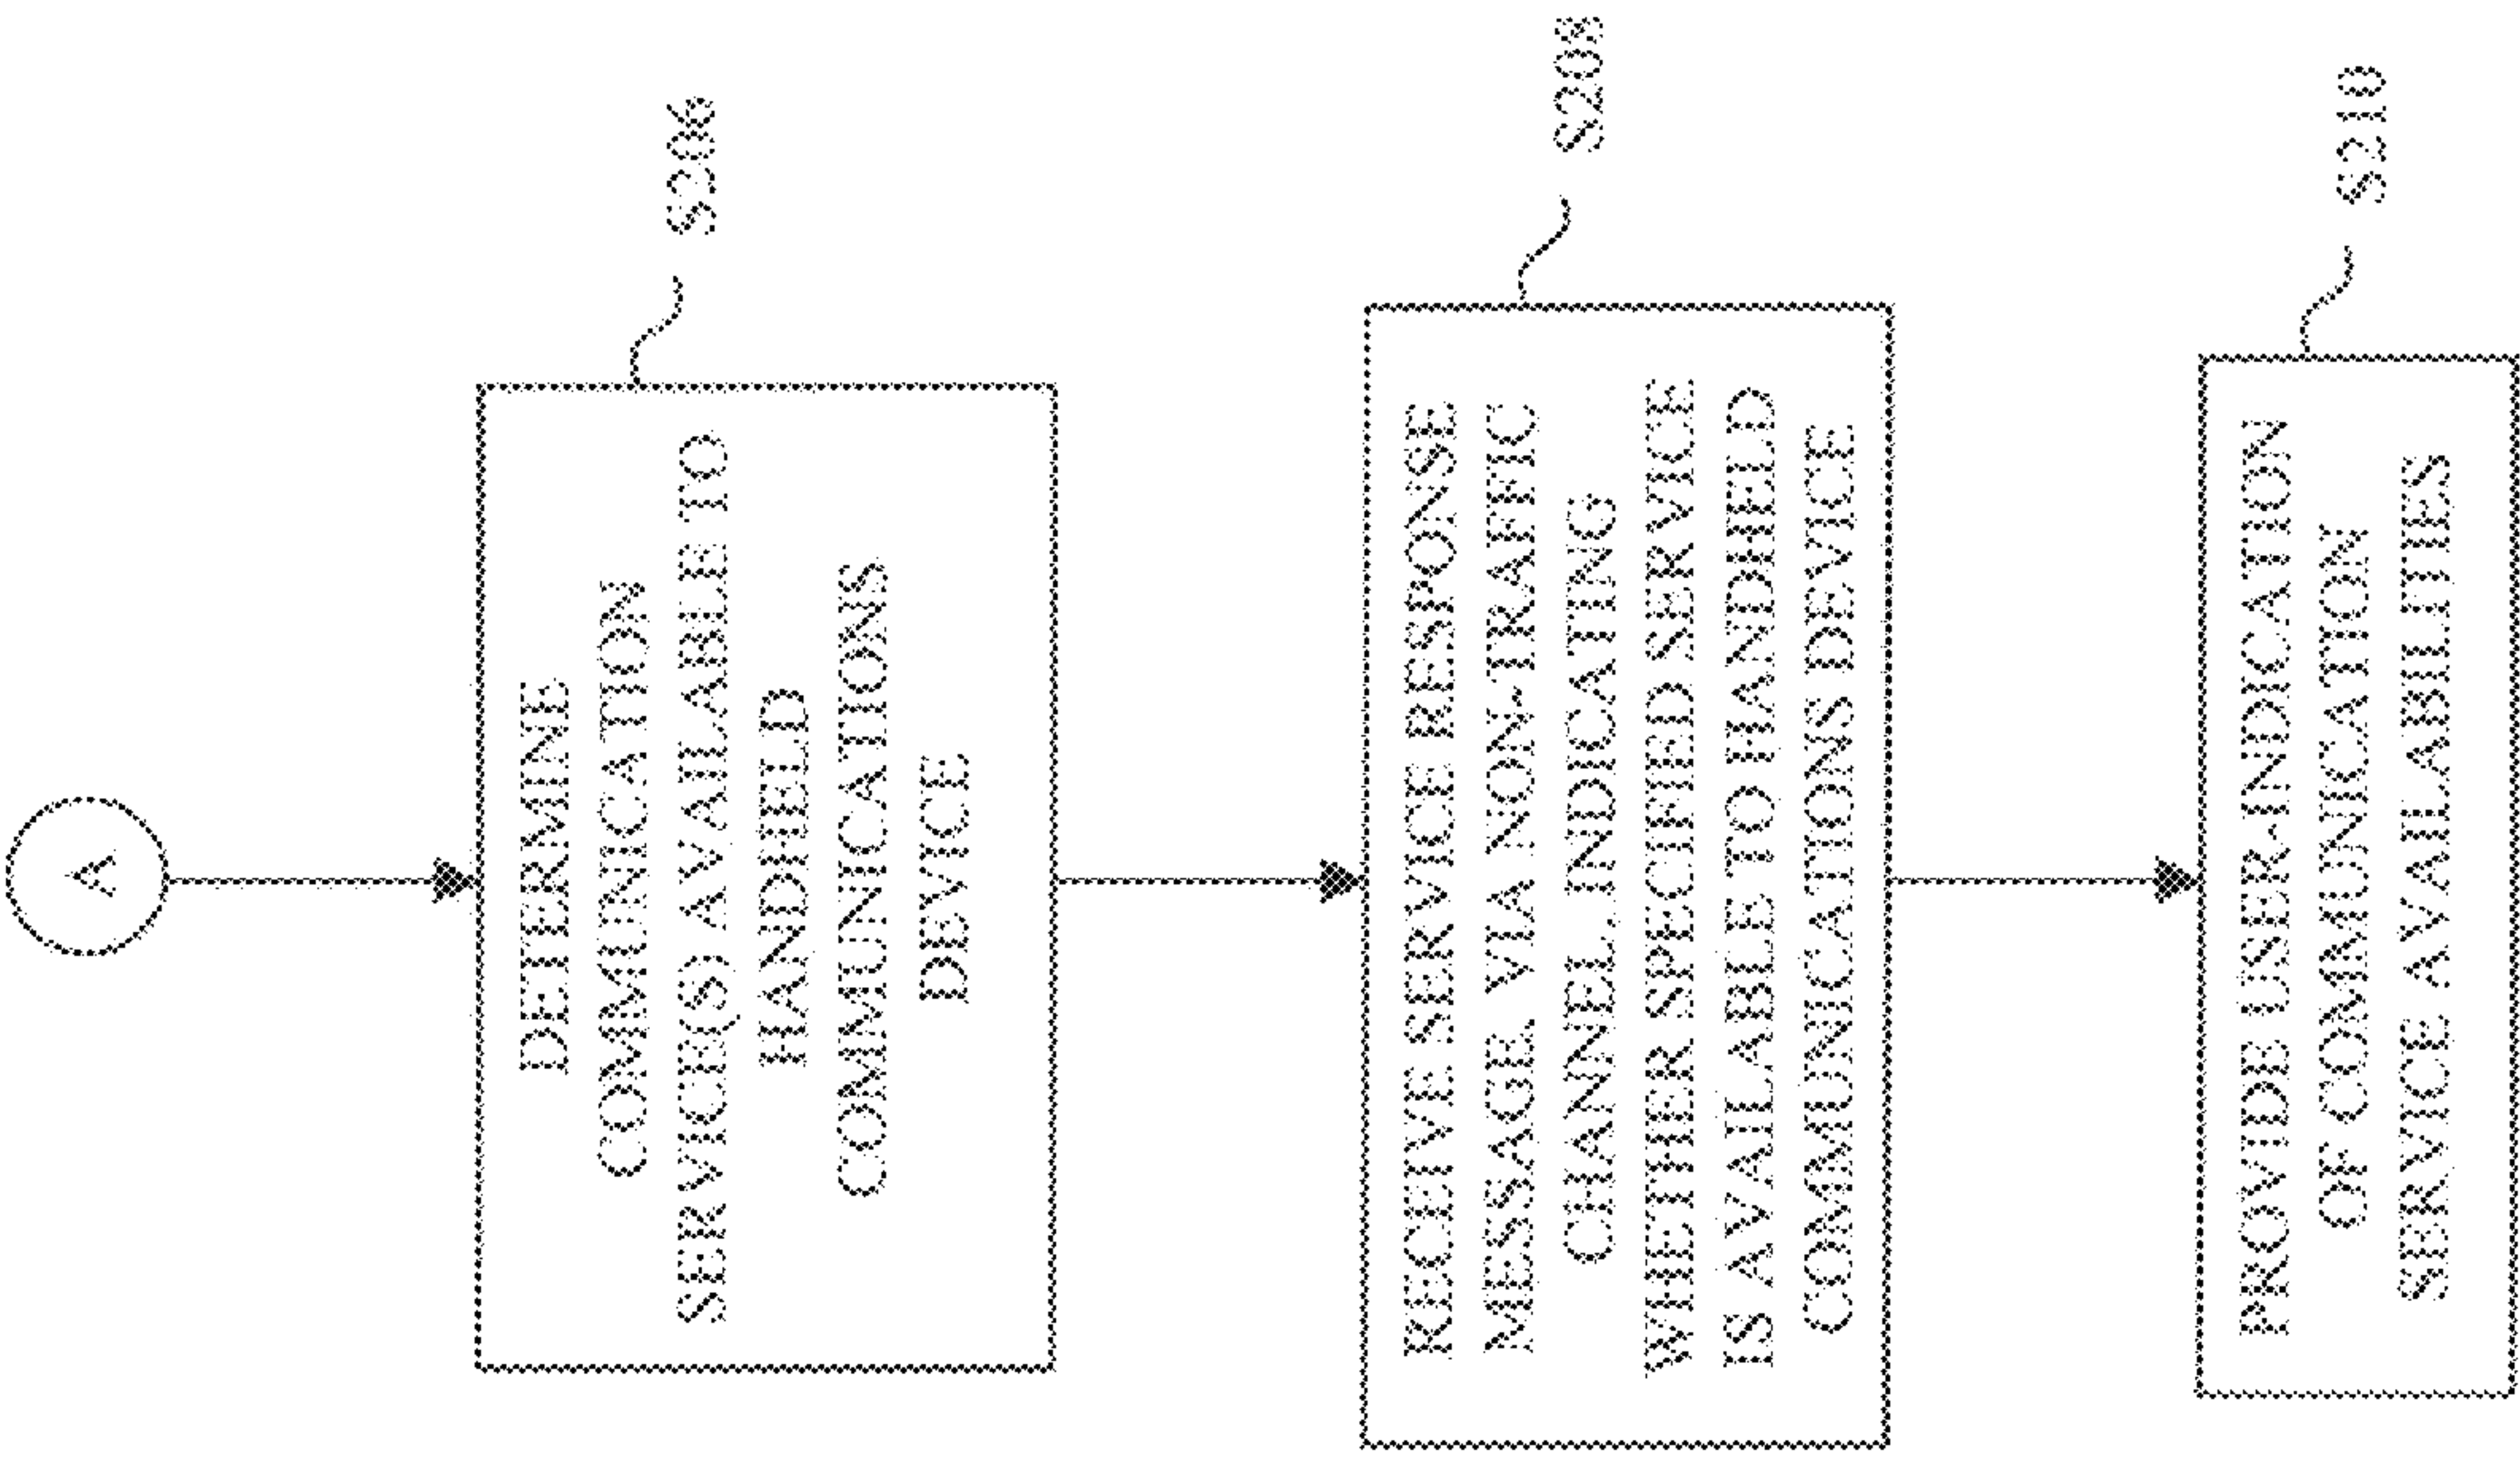 A
DETERMINE
COMMUNICATION
SERVICE(S) AVAILABLE TO
HANDHELD
COMMUNICATIONS
DEVICE
S206
RECEIVE SERVICE RESPONSE
MESSAGE, VIA NON-TRAFFIC
CHANNEL, INDICATING
WHETHER SPECIFIED SERVICE
IS AVAILABLE TO HANDHELD
COMMUNICATIONS DEVICE
S208
PROVIDE USER-INDICATION
OF COMMUNICATION
SERVICE AVAILABILITIES
S210